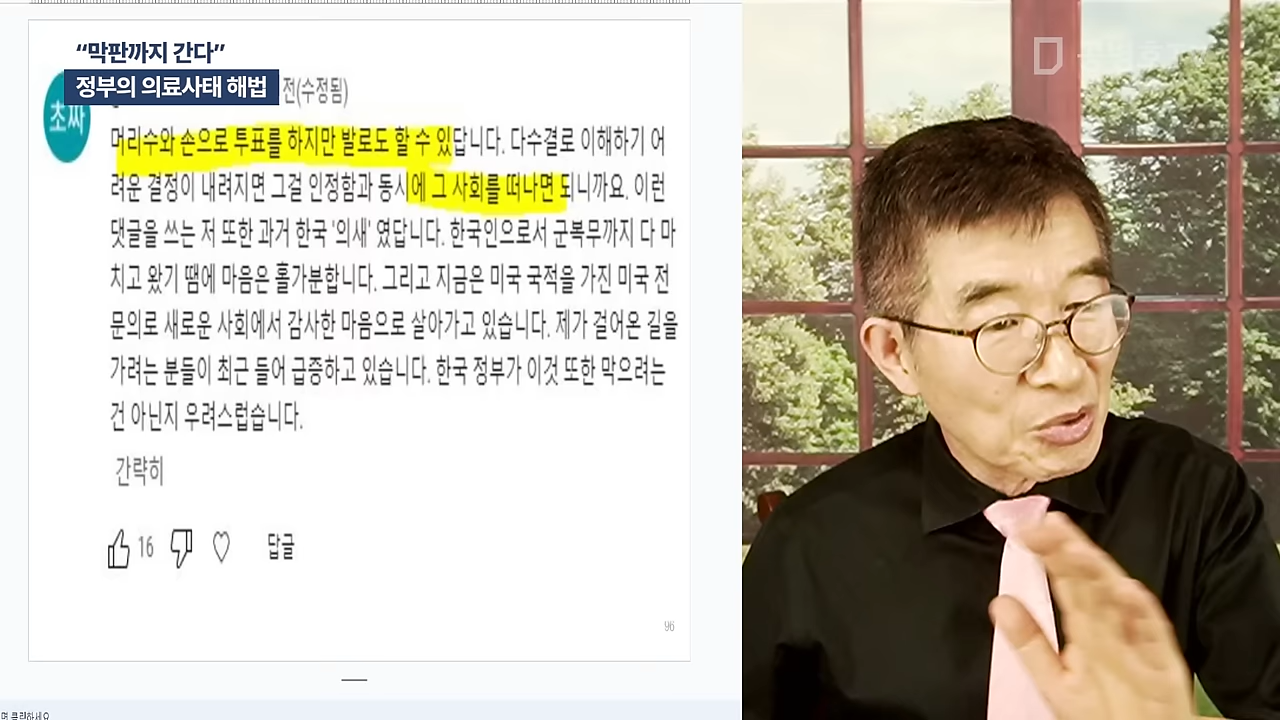 “막판까지 간다”
정부의 의료사태 해법
초짜
전(수정됨)
머리수와 손으로 투표를 하지만 발로도 할 수 있답니다. 다수결로 이해하기 어
려운 결정이 내려지면 그걸 인정함과 동시에 그 사회를 떠나면 되니까요. 이런
댓글을 쓰는 저 또한 과거 한국 '의새' 였답니다. 한국인으로서 군복무까지 다 마
치고 왔기 땜에 마음은 홀가분합니다. 그리고 지금은 미국 국적을 가진 미국 전
문의로 새로운 사회에서 감사한 마음으로 살아가고 있습니다. 제가 걸어온 길을
가려는 분들이 최근 들어 급증하고 있습니다. 한국 정부가 이것 또한 막으려는
건 아닌지 우려스럽습니다.
간략히
16
답글
96